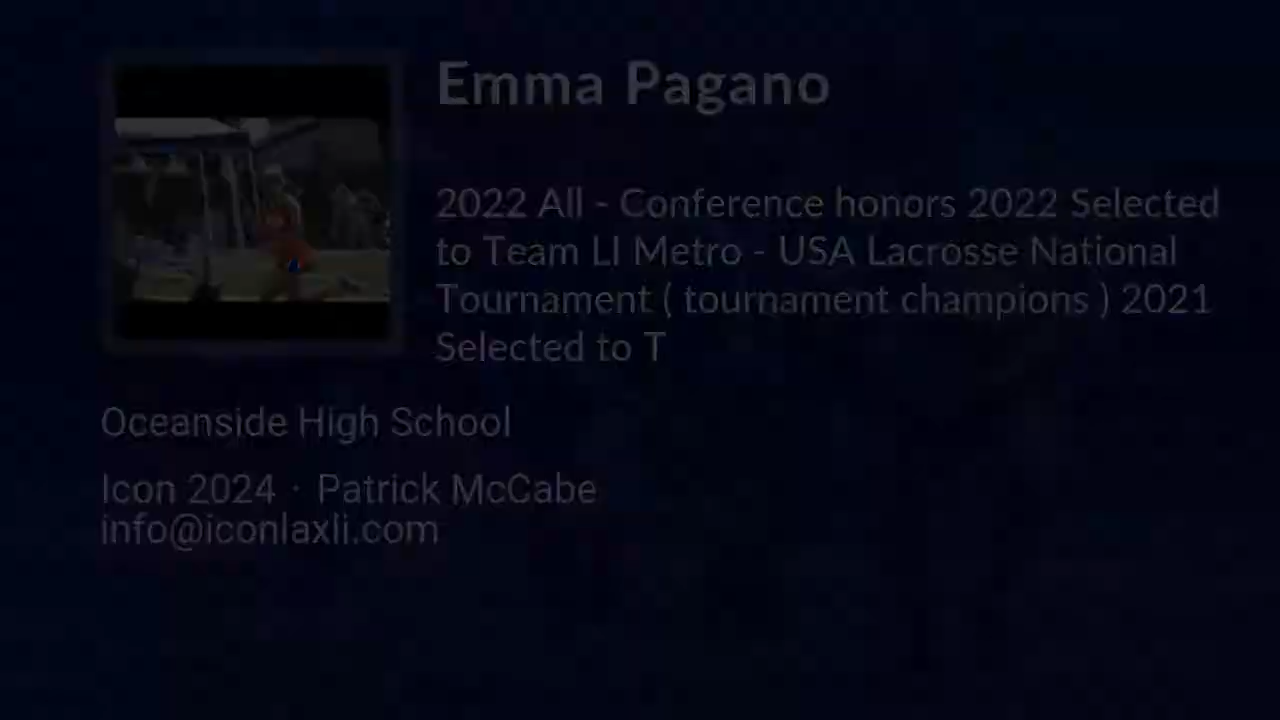 Emma Pagano
2022 All - Conference honors 2022 Selected
to Team LI Metro - USA Lacrosse National
Tournament ( tournament champions ) 2021
Selected to T
Oceanside High School
Icon 2024 · Patrick McCabe
info@iconlaxli.com